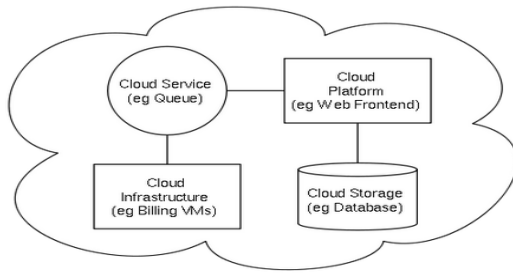 Cloud Service
(eg Queue)
Cloud
Platform
(eg Web Frontend)
Cloud
Infrastructure
(eg Billing VMs)
Cloud Storage
(eg Database)